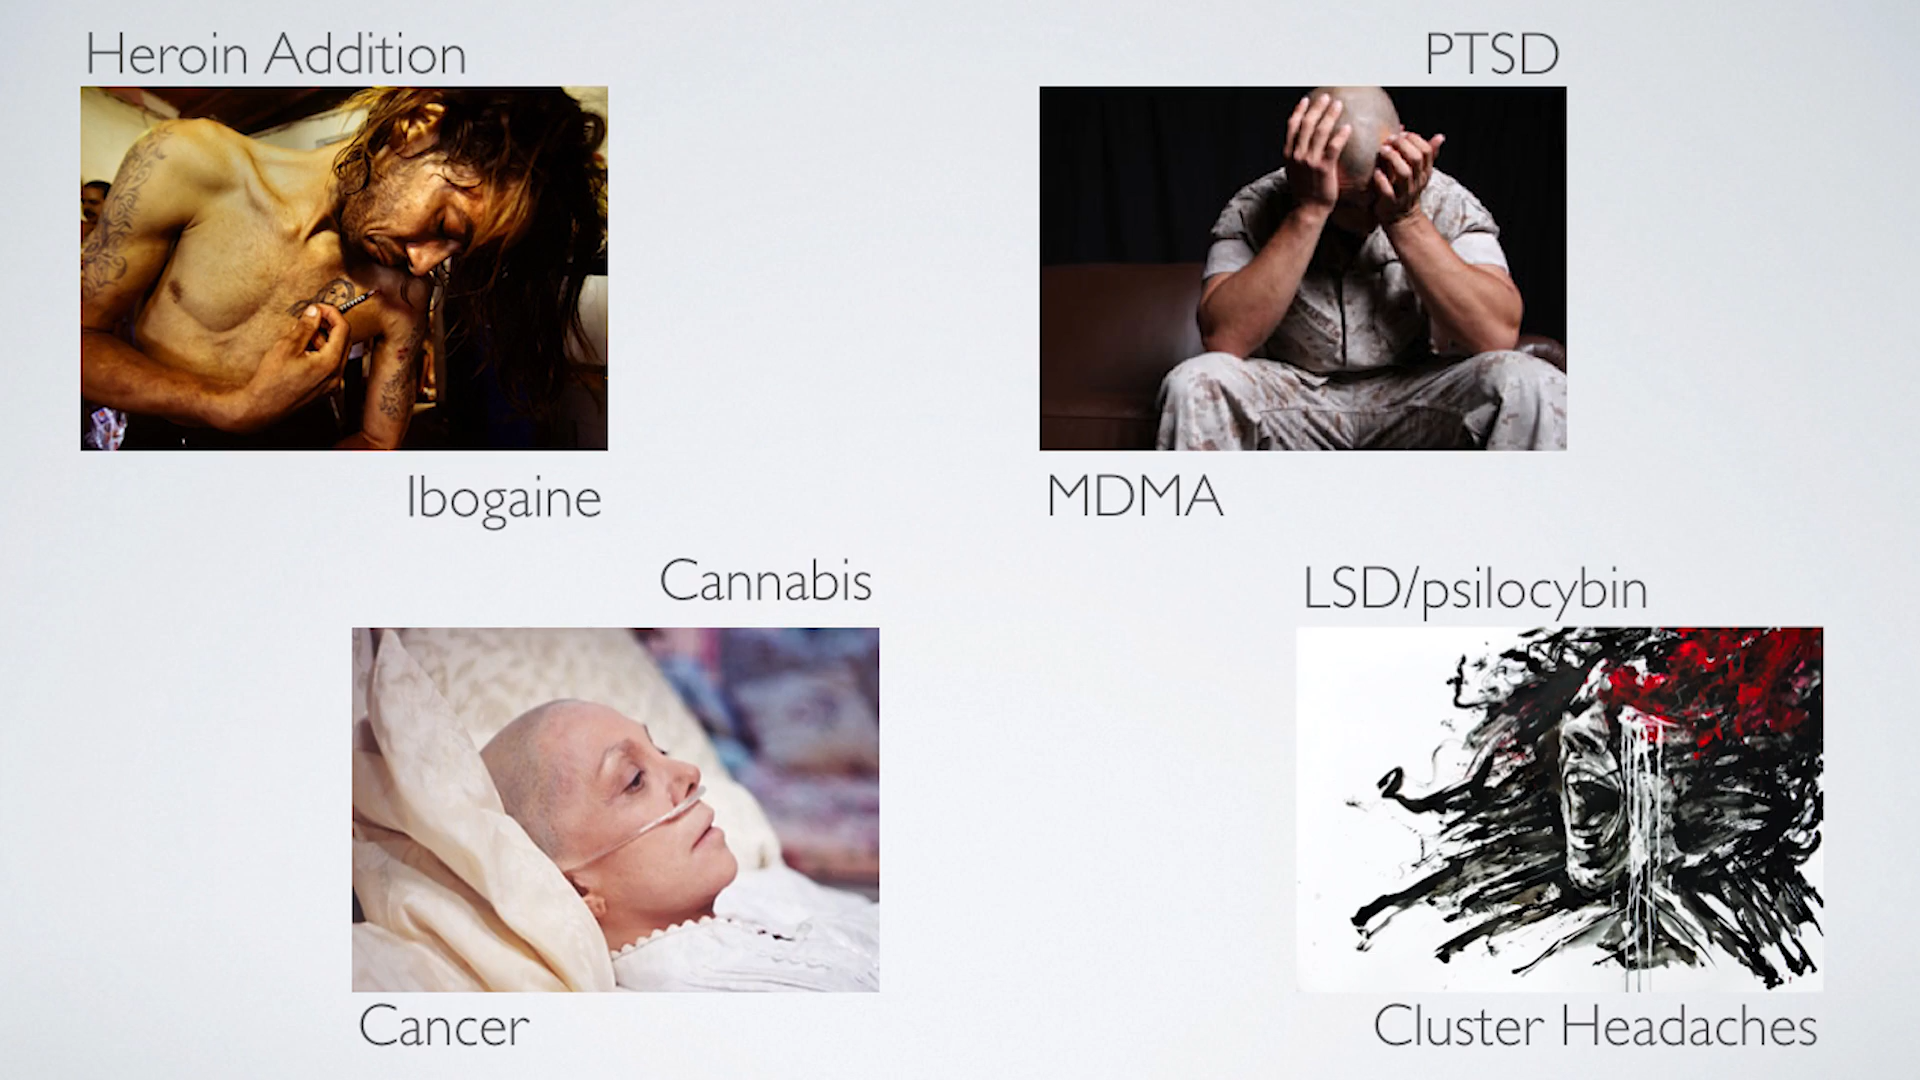 Heroin Addition
PTSD
Ibogaine
MDMA
Cannabis
LSD/psilocybin
Cancer
Cluster Headaches